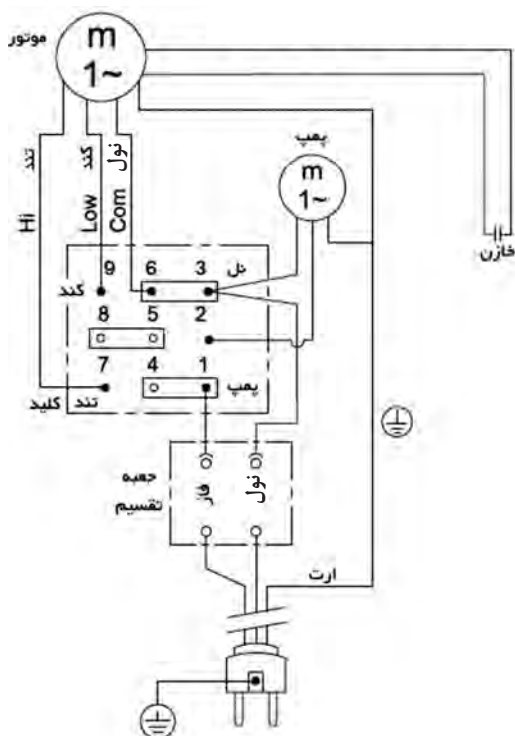 موتور
m
1~
پمپ
m
1~
تند
کند
نول
Hi
Low
Com
خازن
9 6 3
نل
کند
8 5 2
7 4 1
پمپ
تند
کلید
جعبه
تقسیم
فاز
نول
ارت